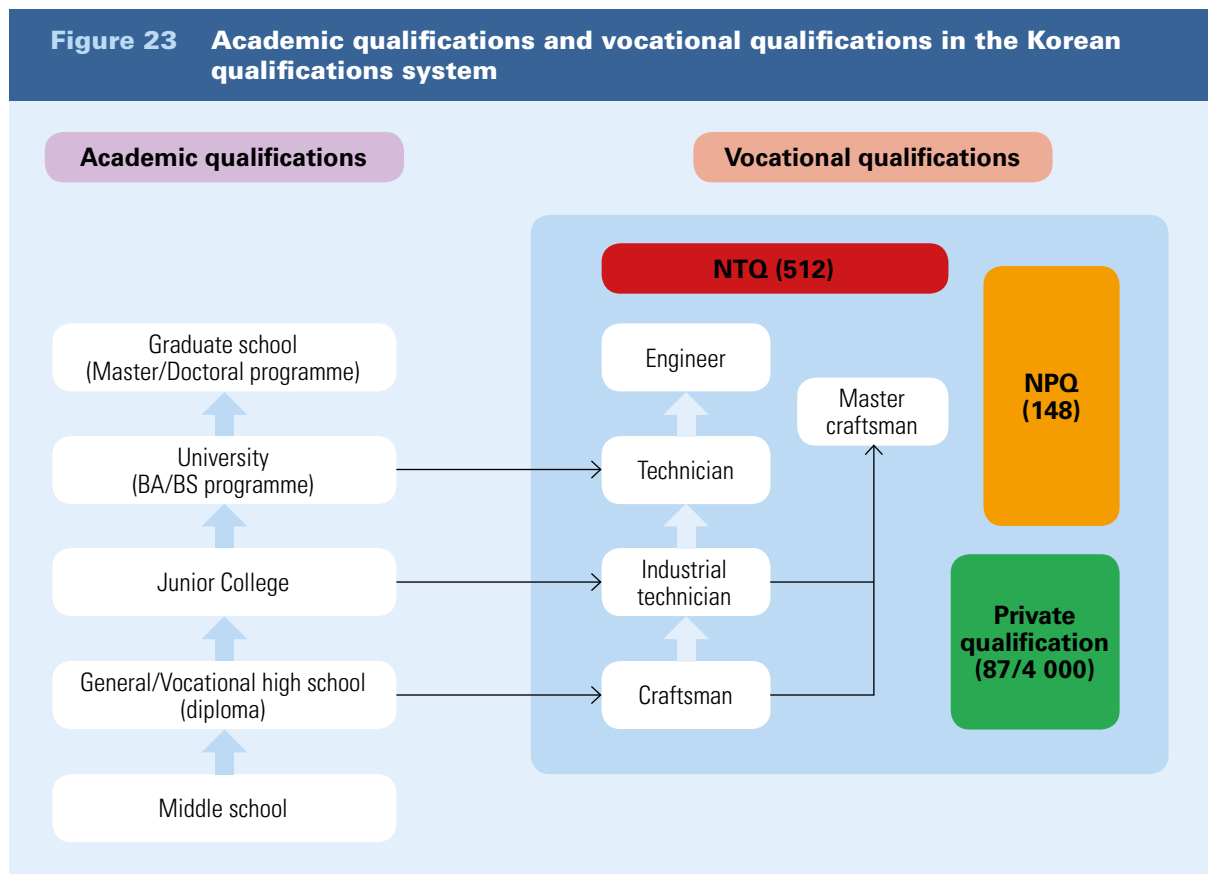 Figure 23 Academic qualifications and vocational qualifications in the Korean
qualifications system
Academic qualifications
Vocational qualifications
Graduate school
(Master/Doctoral programme)
University
(BA/BS programme)
Junior College
General/Vocational high school
(diploma)
Middle school
NTQ (512)
Engineer
Technician
Industrial
technician
Craftsman
Master
craftsman
NPQ
(148)
Private
qualification
(87/4 000)